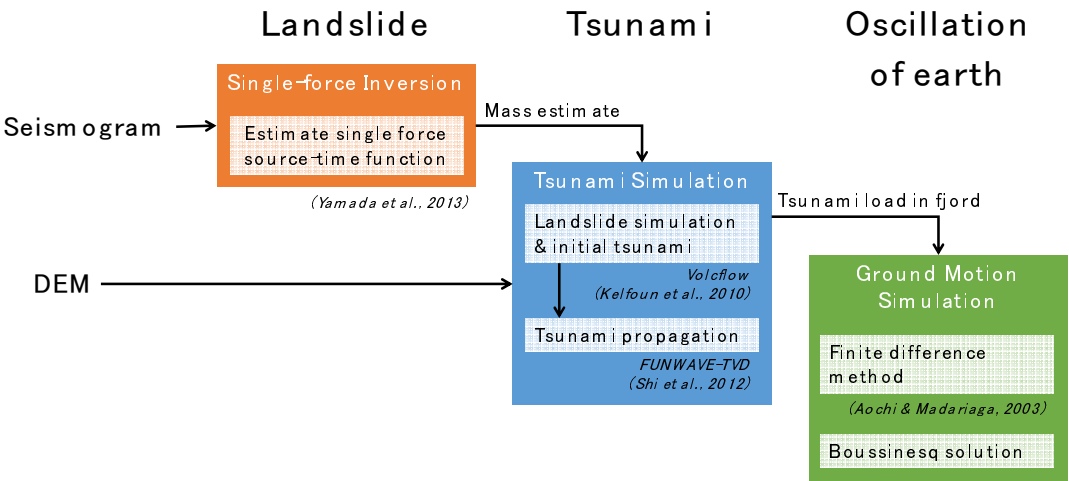 Landslide
Tsunami
Oscillation
of earth
Single-force Inversion
Seismogram
Estimate single force
source-time function
(Yamada et al., 2013)
Mass estimate
Tsunami Simulation
Landslide simulation
& initial tsunami
Volcflow
(Kelfoun et al., 2010)
DEM
Tsunami propagation
FUNWAVE-TVD
(Shi et al., 2012)
Tsunami load in fjord
Ground Motion
Simulation
Finite difference
method
(Aochi & Madariaga, 2003)
Boussinesq solution